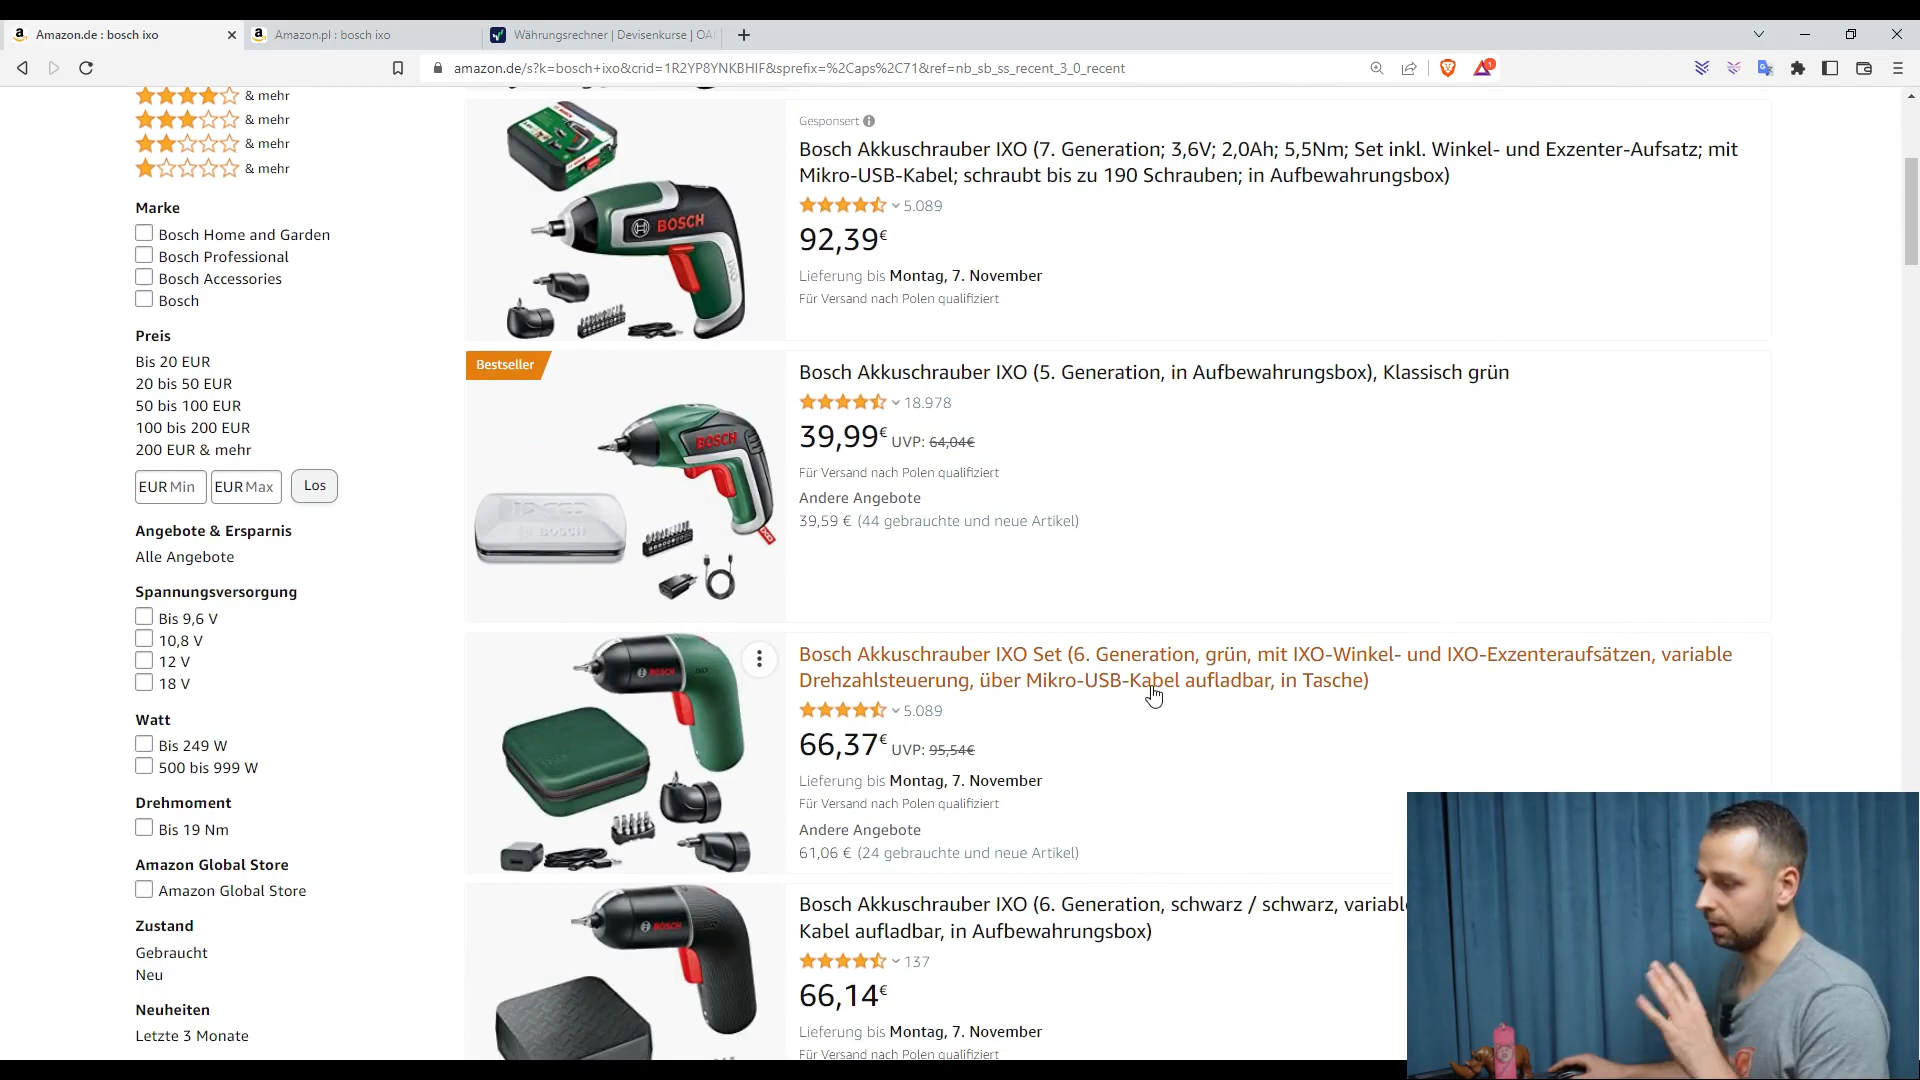 Amazon.de : bosch ixo
Amazon.pl : bosch ixo
Währungsrechner | Devisenkurse | OA
amazon.de/s?k=bosch+ixo&crid=1R2YP8YNKBHIF&sprefix=%2Caps%2C71&ref=nb_sb_ss_recent_3_0_recent
1
& mehr
& mehr
& mehr
& mehr
Marke
Bosch Home and Garden
Bosch Professional
Bosch Accessories
Bosch
Preis
Bis 20 EUR
20 bis 50 EUR
50 bis 100 EUR
100 bis 200 EUR
200 EUR & mehr
EUR Min EUR Max Los
Angebote & Ersparnis
Alle Angebote
Spannungsversorgung
Bis 9,6 V
10,8 V
12 V
18 V
Watt
Bis 249 W
500 bis 999 W
Drehmoment
Bis 19 Nm
Amazon Global Store
Amazon Global Store
Zustand
Gebraucht
Neu
Neuheiten
Letzte 3 Monate
BOSCH
Gesponsert
Bosch Akkuschrauber IXO (7. Generation; 3,6V; 2,0Ah; 5,5Nm; Set inkl. Winkel- und Exzenter-Aufsatz; mit
Mikro-USB-Kabel; schraubt bis zu 190 Schrauben; in Aufbewahrungsbox)
5.089
92,39€
Lieferung bis Montag, 7. November
Für Versand nach Polen qualifiziert
Bestseller
BOSCH
BOSCH
Bosch Akkuschrauber IXO (5. Generation, in Aufbewahrungsbox), Klassisch grün
18.978
39,99€ UVP: 64,04€
Für Versand nach Polen qualifiziert
Andere Angebote
39,59 € (44 gebrauchte und neue Artikel)
BOSCH
Bosch Akkuschrauber IXO Set (6. Generation, grün, mit IXO-Winkel- und IXO-Exzenteraufsätzen, variable
Drehzahlsteuerung, über Mikro-USB-Kabel aufladbar, in Tasche)
5.089
66,37€ UVP: 95,54€
Lieferung bis Montag, 7. November
Für Versand nach Polen qualifiziert
Andere Angebote
61,06 € (24 gebrauchte und neue Artikel)
BOSCH
Bosch Akkuschrauber IXO (6. Generation, schwarz / schwarz, variable
Kabel aufladbar, in Aufbewahrungsbox)
137
66,14€
Lieferung bis Montag, 7. November
Für Versand nach Polen qualifiziert